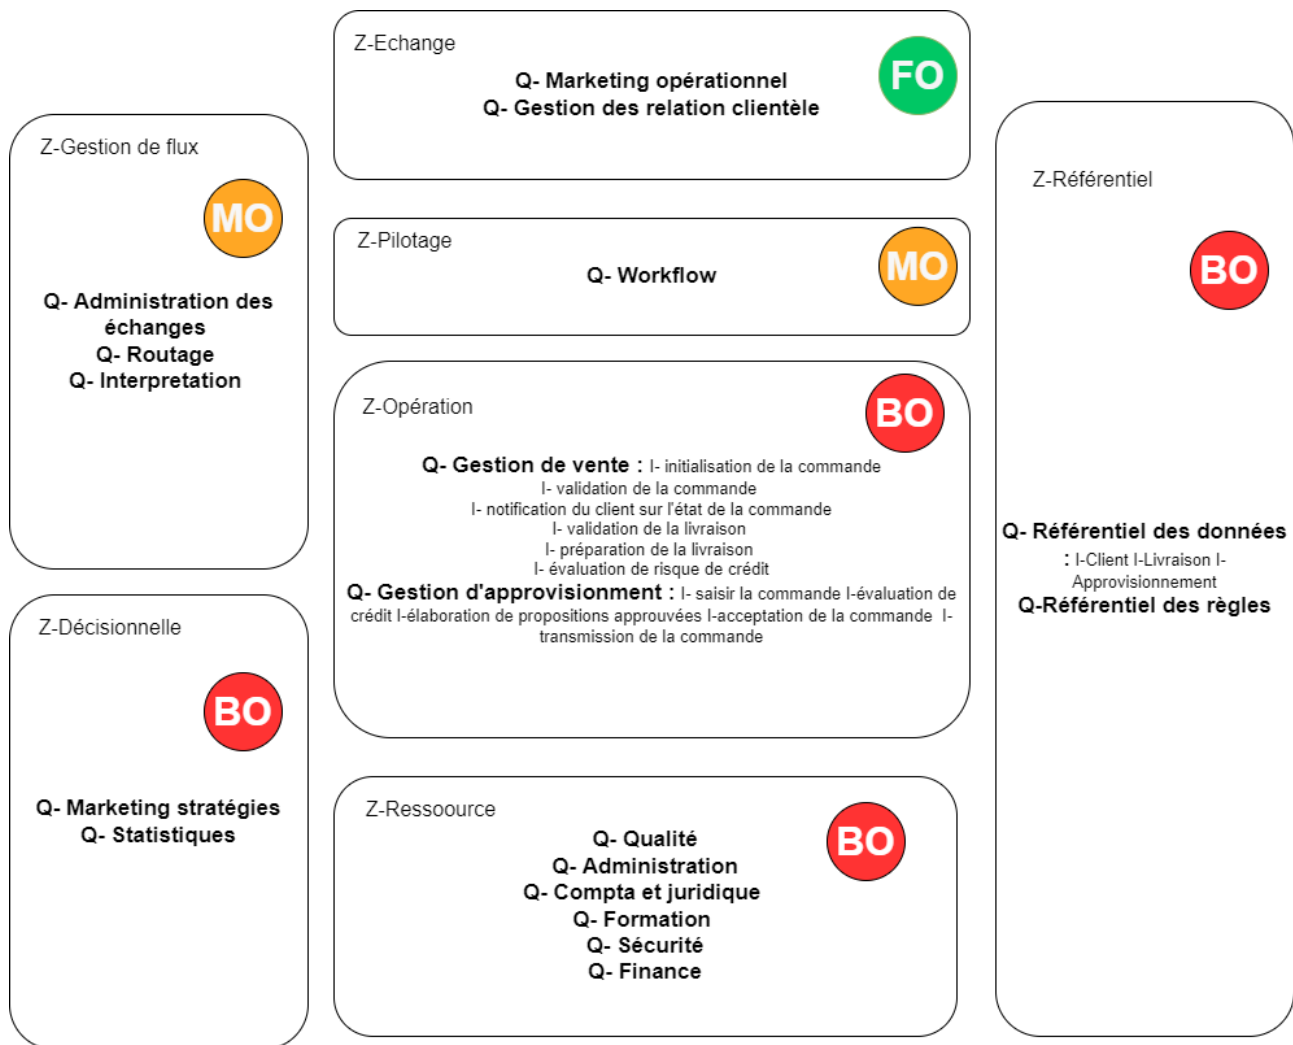 Z-Echange
FO
Q- Marketing opérationnel
Q- Gestion des relation clientèle
Z-Gestion de flux
MO
Q- Administration des
échanges
Q- Routage
Q- Interpretation
Z-Pilotage
MO
Q- Workflow
Z-Référentiel
BO
Q- Référentiel des données
: I-Client I-Livraison I-
Approvisionnement
Q-Référentiel des règles
Z-Opération
BO
Q- Gestion de vente : I- initialisation de la commande
I- validation de la commande
I- notification du client sur l'état de la commande
I- validation de la livraison
I- préparation de la livraison
I- évaluation de risque de crédit
Q- Gestion d'approvisionment : I- saisir la commande I-évaluation de
crédit I-élaboration de propositions approuvées I-acceptation de la commande I-
transmission de la commande
Z-Décisionnelle
BO
Q- Marketing stratégies
Q- Statistiques
Z-Ressoource
BO
Q- Qualité
Q- Administration
Q- Compta et juridique
Q- Formation
Q- Sécurité
Q- Finance